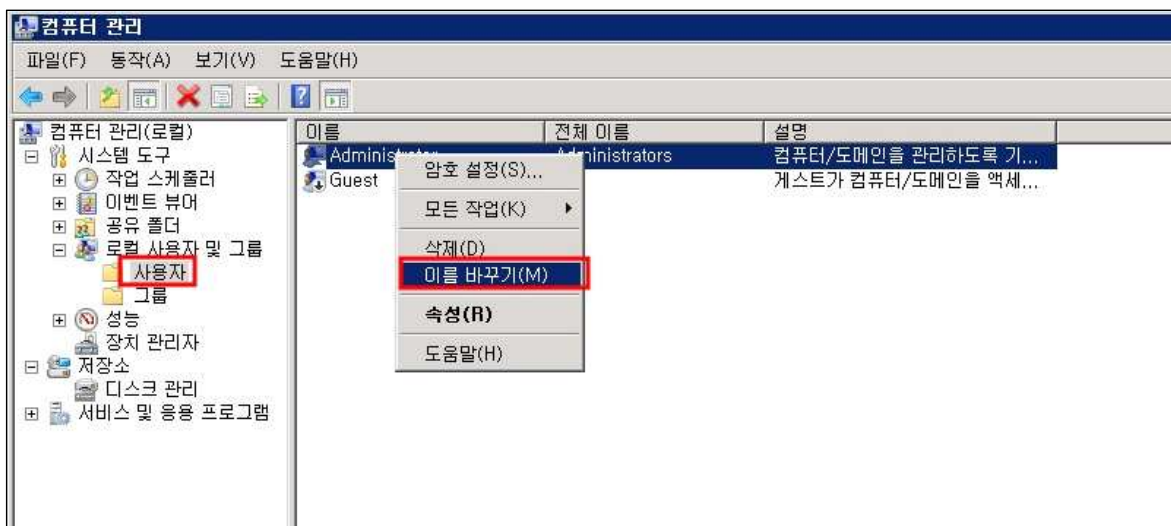 컴퓨터 관리
파일(F) 동작(A) 보기(V) 도움말(H)
컴퓨터 관리(로컬)
시스템 도구
작업 스케줄러
이벤트 뷰어
공유 폴더
로컬 사용자 및 그룹
사용자
그룹
성능
장치 관리자
저장소
디스크 관리
서비스 및 응용 프로그램
이름 전체 이름 설명
컴퓨터/도메인을 관리하도록 기...
Guest 게스트가 컴퓨터/도메인을 액세...
암호 설정(S)...
모든 작업(K)
삭제(D)
이름 바꾸기(M)
속성(R)
도움말(H)